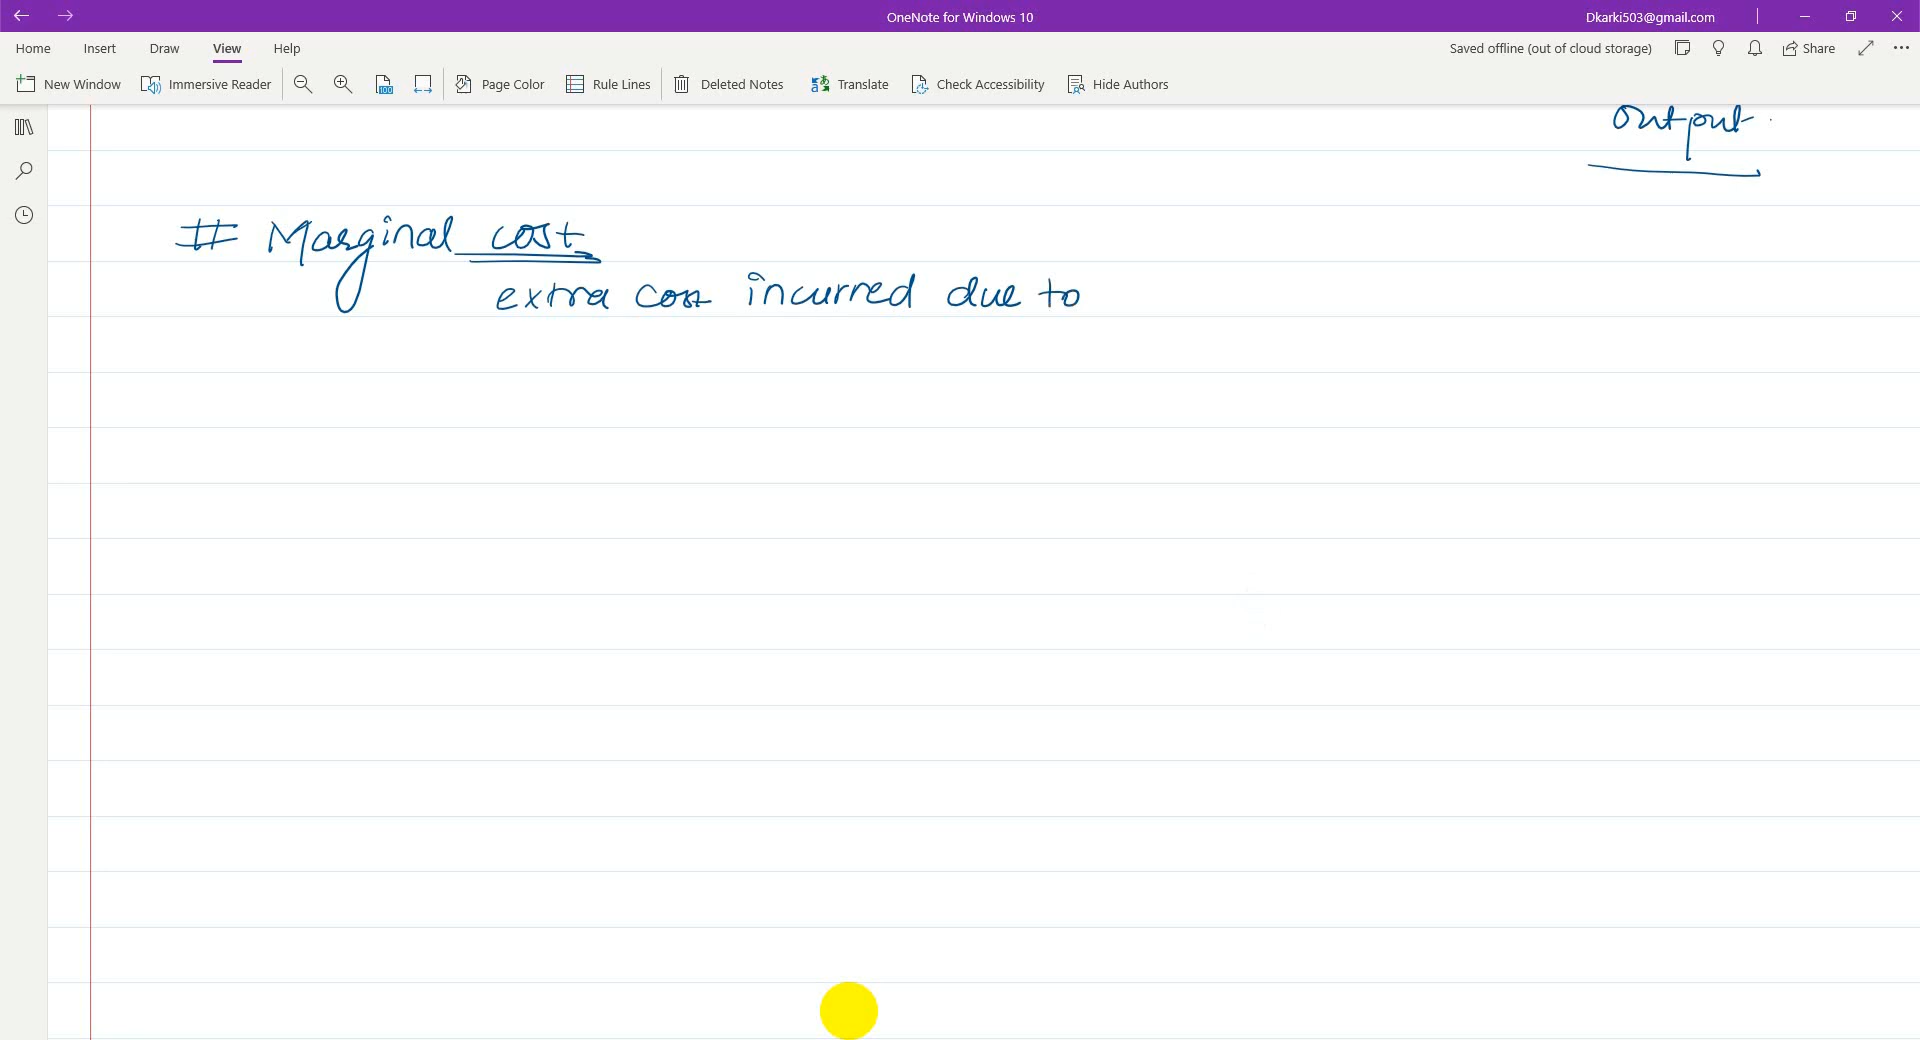 OneNote for Windows 10
Dkarki503@gmail.com
Home Insert Draw View Help
Saved offline (out of cloud storage) Share
New Window Immersive Reader 100 Page Color Rule Lines Deleted Notes Translate Check Accessibility Hide Authors
output
# Marginal cost
extra cost incurred due to